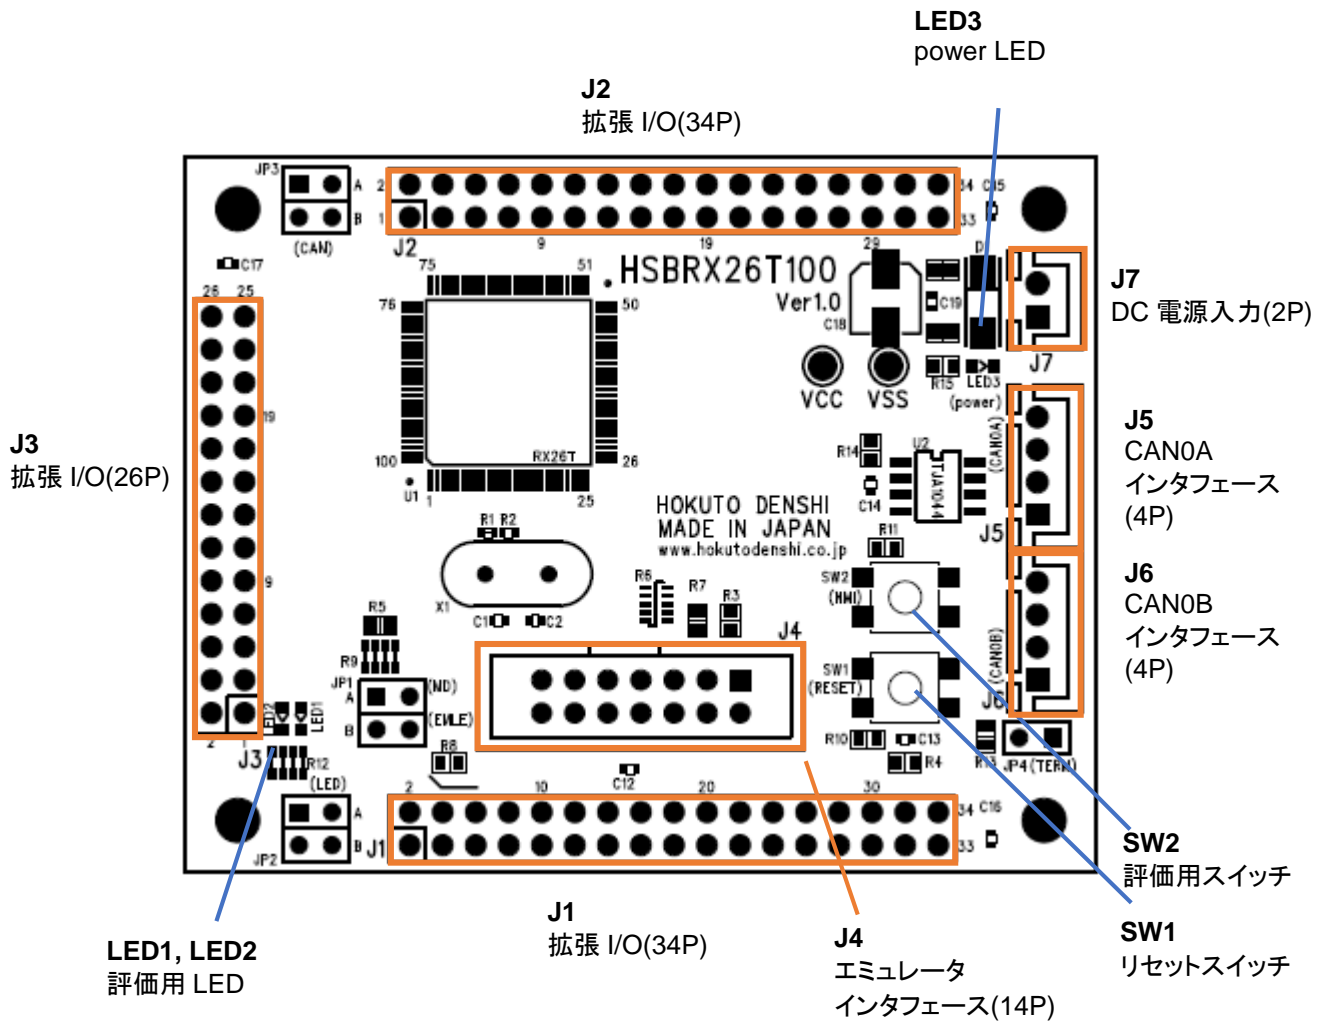 LED3
power LED
J2
拡張 I/O(34P)
JP3
A
B
(CAN)
2
1
34
33
C15
J2
9
19
29
C17
26 25
75
51
76
50
HSBRX26T100
Ver1.0
C18
C19
VCC
VSS
R15
LED3
(power)
J7
J7
DC 電源入力(2P)
19
J3
拡張 I/O(26P)
100
RX26T
26
U1
1
25
R14
U2
TJA1044
C14
(CAN0A)
J5
J5
CAN0A
インタフェース
(4P)
HOKUTO DENSHI
MADE IN JAPAN
www.hokutodenshi.co.jp
R1 R2
R11
X1
C1
C2
R6
R7
R3
SW2
(NMI)
J6
CAN0B
インタフェース
(4P)
9
R5
R9
J4
SW1
(RESET)
(CAN0B)
J6
JP1
A
(MD)
B
(EMLE)
LED1
2
1
J3
R12
(LED)
R8
R10
C13
R4
R13
JP4(TERM)
C12
2
10
20
30
A
B
JP2
J1
34
33
C16
SW2
評価用スイッチ
J1
拡張 I/O(34P)
J4
エミュレータ
インタフェース(14P)
SW1
リセットスイッチ
LED1, LED2
評価用 LED